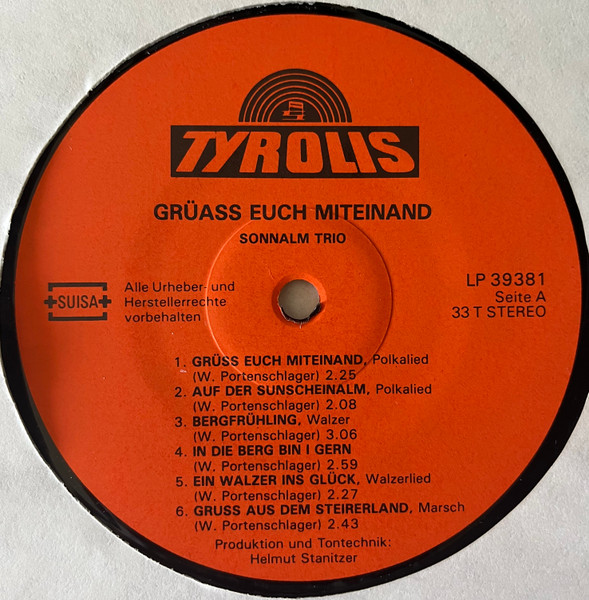 TYROLIS
GRÜASS EUCH MITEINAND
SONNALM TRIO
SUISA
Alle Urheber- und
Herstellerrechte
vorbehalten
LP 39381
Seite A
33 T STEREO
1. GRÜSS EUCH MITEINAND, Polkalied
(W. Portenschlager) 2.25
2. AUF DER SUNSCHEINALM, Polkalied
(W. Portenschlager) 2.08
3. BERGFRÜHLING, Walzer
(W. Portenschlager) 3.06
4. IN DIE BERG BIN I GERN
(W. Portenschlager) 2.59
5. EIN WALZER INS GLÜCK, Walzerlied
(W. Portenschlager) 2.27
6. GRUSS AUS DEM STEIRERLAND, Marsch
(W. Portenschlager) 2.43
Produktion und Tontechnik:
Helmut Stanitzer